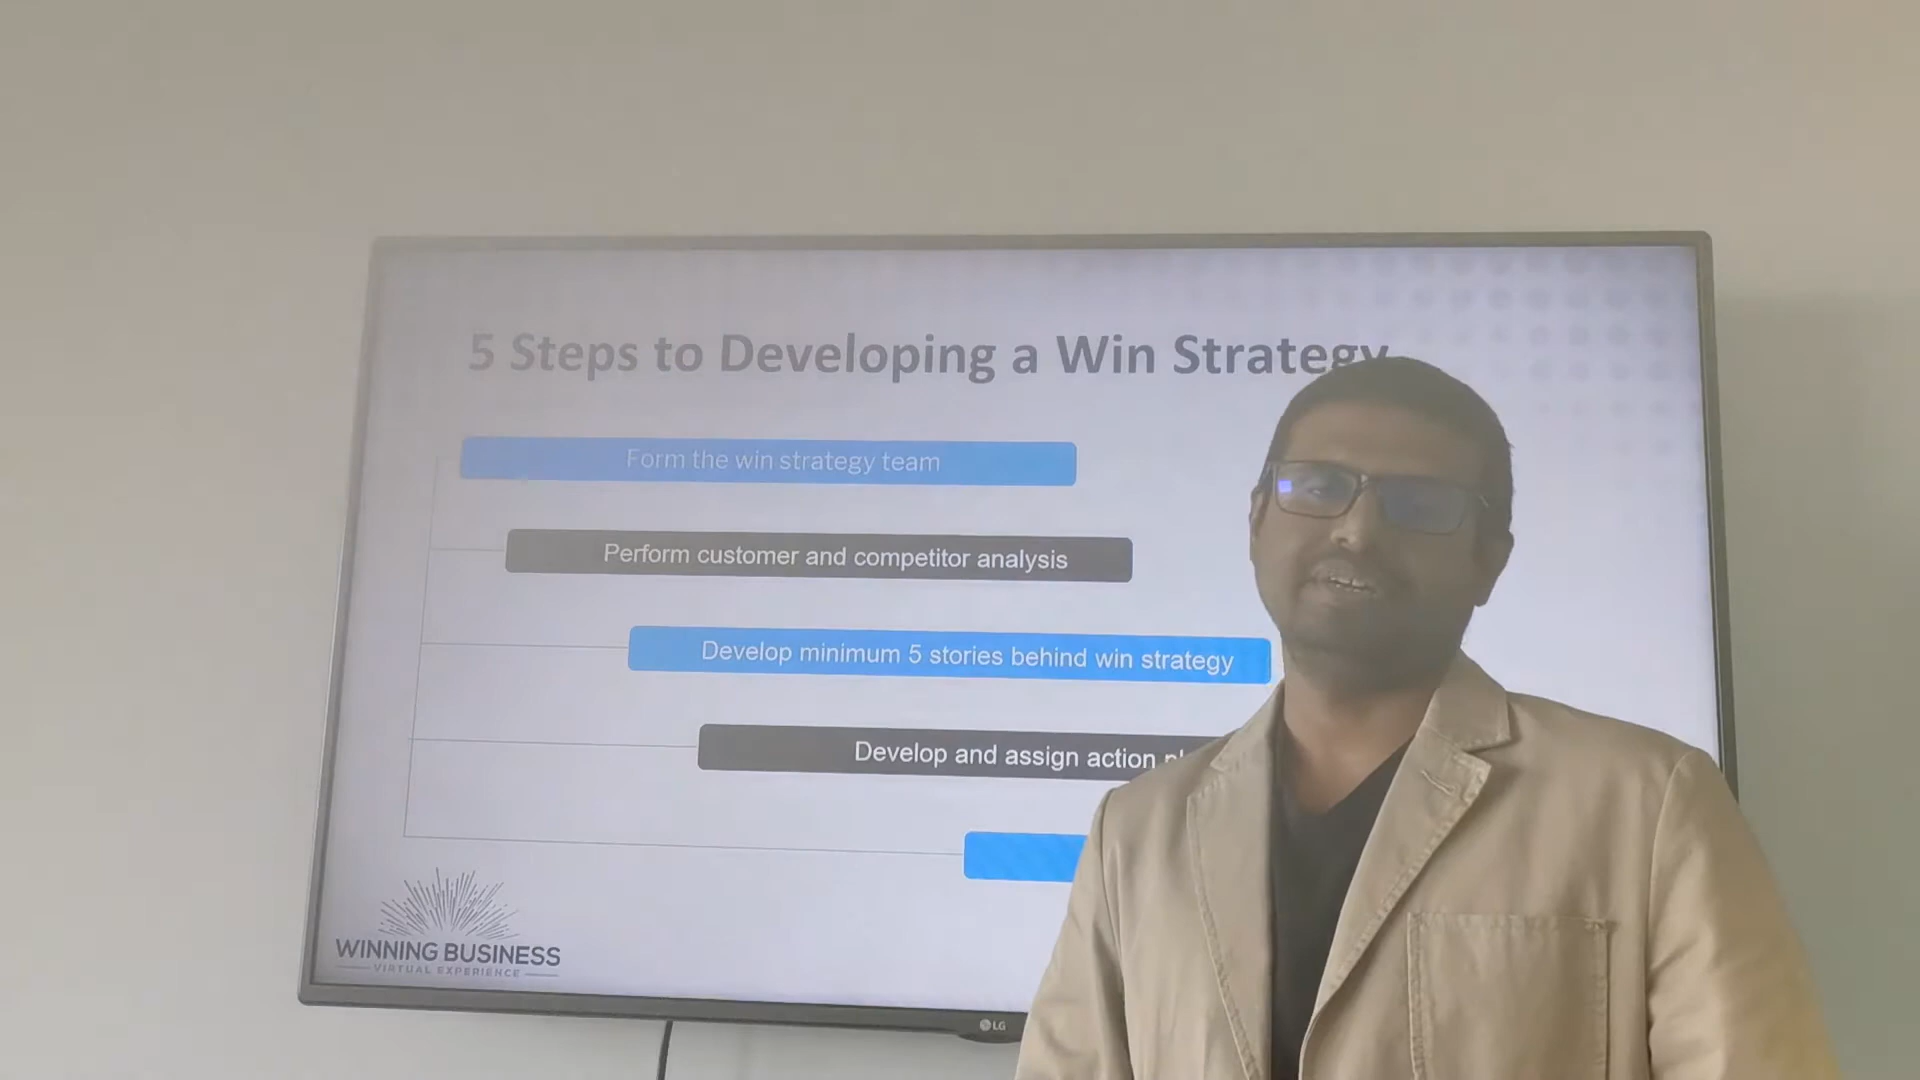 5 Steps to Developing a Win Strategy
Form the win strategy team
Perform customer and competitor analysis
Develop minimum 5 stories behind win strategy
Develop and assign action
WINNING BUSINESS
VIRTUAL EXPERIENCE
LG